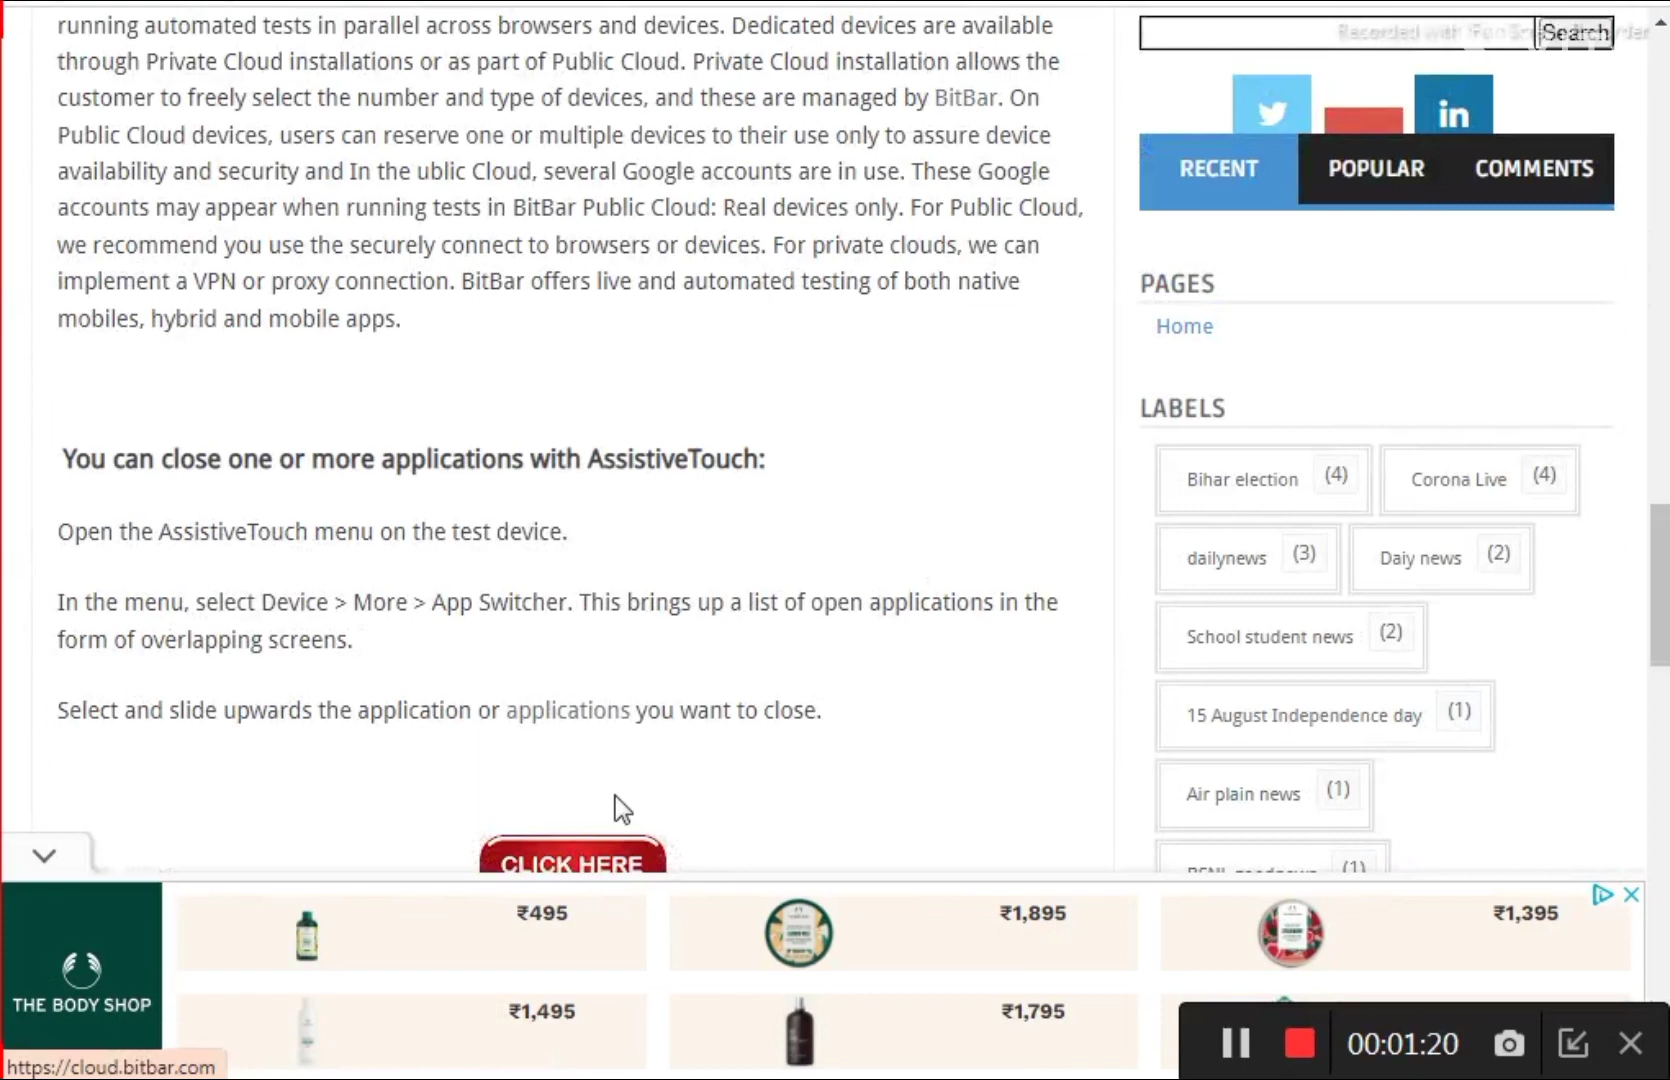 running automated tests in parallel across browsers and devices. Dedicated devices are available
through Private Cloud installations or as part of Public Cloud. Private Cloud installation allows the
customer to freely select the number and type of devices, and these are managed by BitBar. On
Public Cloud devices, users can reserve one or multiple devices to their use only to assure device
availability and security and In the ublic Cloud, several Google accounts are in use. These Google
accounts may appear when running tests in BitBar Public Cloud: Real devices only. For Public Cloud,
we recommend you use the securely connect to browsers or devices. For private clouds, we can
implement a VPN or proxy connection. BitBar offers live and automated testing of both native
mobiles, hybrid and mobile apps.
You can close one or more applications with AssistiveTouch:
Open the AssistiveTouch menu on the test device.
In the menu, select Device > More > App Switcher. This brings up a list of open applications in the
form of overlapping screens.
Select and slide upwards the application or applications you want to close.
CLICK HERE
Recorded with
Search
in
RECENT POPULAR COMMENTS
PAGES
Home
LABELS
Bihar election (4) Corona Live (4)
dailynews (3) Daiy news (2)
School student news (2)
15 August Independence day (1)
Air plain news (1)
(1)
THE BODY SHOP
₹495 ₹1,895 ₹1,395
₹1,495 ₹1,795
https://cloud.bitbar.com
00:01:20